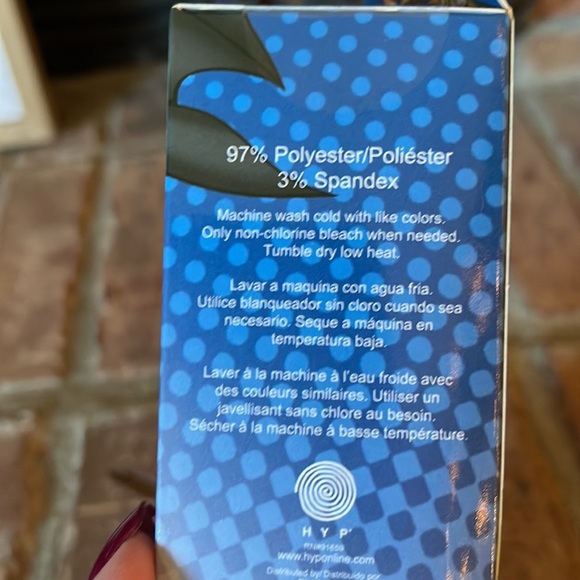 97% Polyester/Poliéster
3% Spandex
Machine wash cold with like colors.
Only non-chlorine bleach when needed.
Tumble dry low heat.
Lavar a maquina con agua fria.
Utilice blanqueador sin cloro cuando sea
necesario. Seque a máquina en
temperatura baja.
Laver à la machine à l'eau froide avec
des couleurs similaires. Utiliser un
javellisant sans chlore au besoin.
Sécher à la machine à basse température.
HYP
RN#91659
www.hyponline.com
Distributed by/ Distribuido por